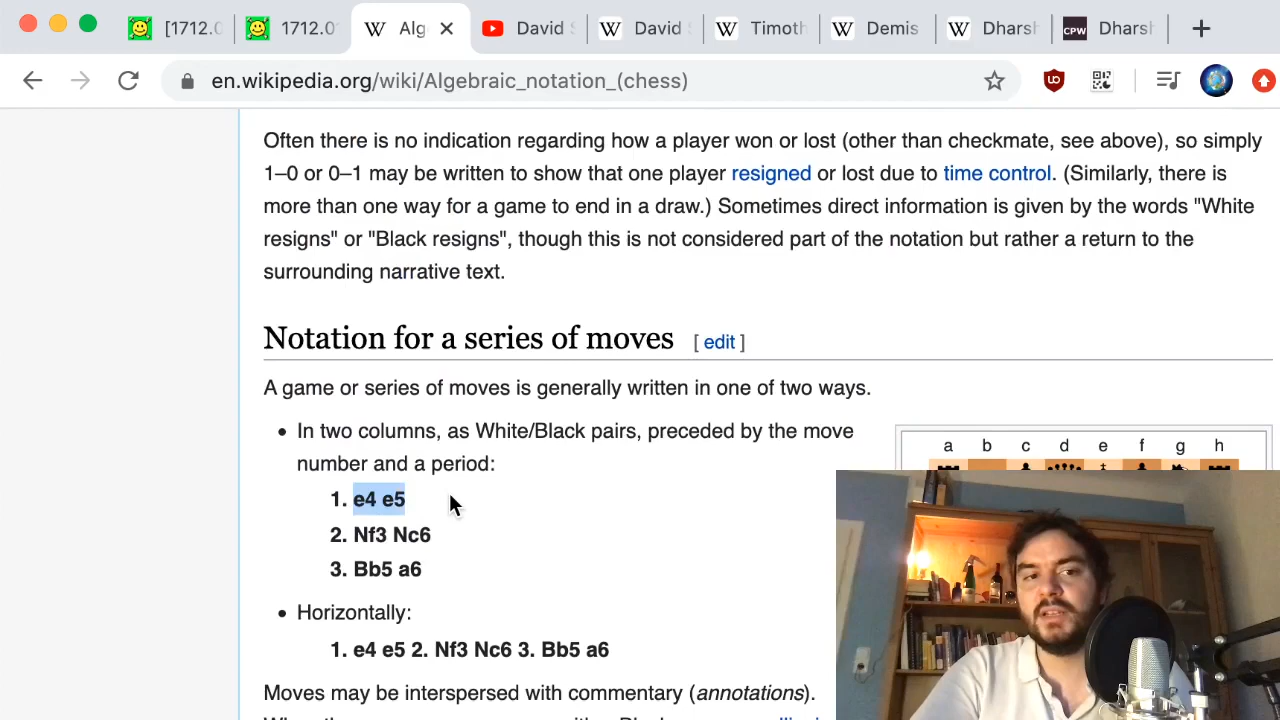 [1712.0
1712.0
Alg
David S
David
Timoth
Demis
Dharsh
CPW Dharsh
en.wikipedia.org/wiki/Algebraic_notation_(chess)
Often there is no indication regarding how a player won or lost (other than checkmate, see above), so simply
1–0 or 0–1 may be written to show that one player resigned or lost due to time control. (Similarly, there is
more than one way for a game to end in a draw.) Sometimes direct information is given by the words "White
resigns" or "Black resigns", though this is not considered part of the notation but rather a return to the
surrounding narrative text.
Notation for a series of moves [ edit ]
A game or series of moves is generally written in one of two ways.
• In two columns, as White/Black pairs, preceded by the move
number and a period:
1. e4 e5
2. Nf3 Nc6
3. Bb5 a6
• Horizontally:
1. e4 e5 2. Nf3 Nc6 3. Bb5 a6
Moves may be interspersed with commentary (annotations).
a b c d e f g h